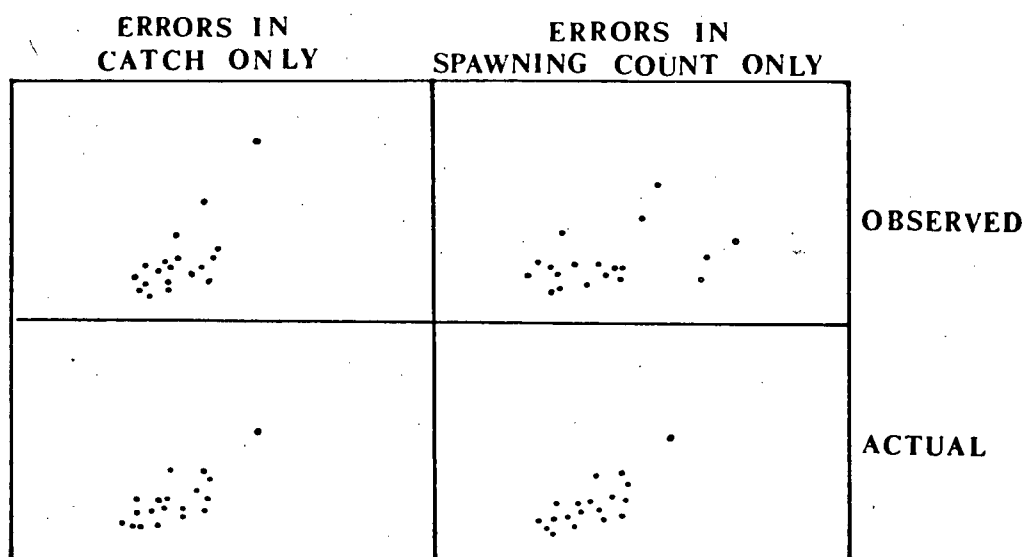 ERRORS IN
CATCH ONLY
ERRORS IN
SPAWNING COUNT ONLY
OBSERVED
ACTUAL